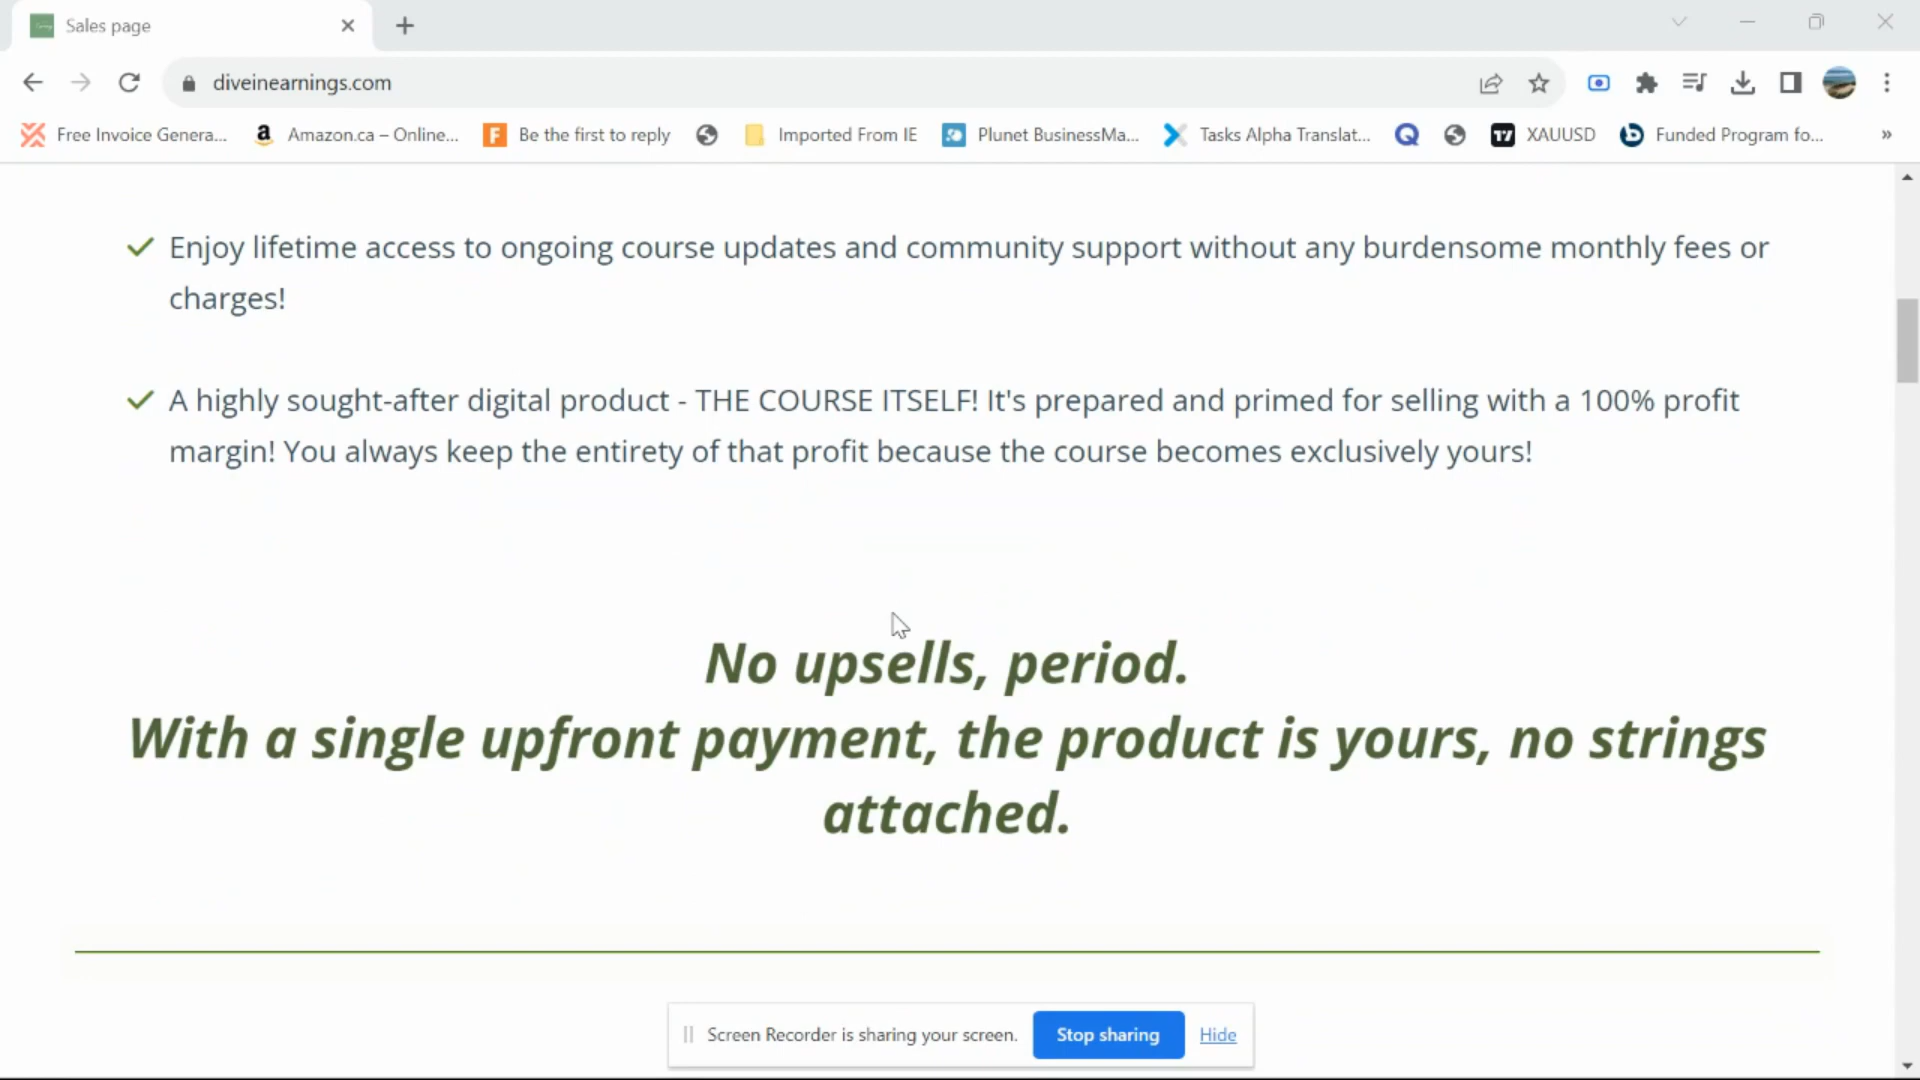 Sales page
diveinearnings.com
Free Invoice Genera...
Amazon.ca – Online...
Be the first to reply
Imported From IE
Plunet BusinessMa...
Tasks Alpha Translat...
XAUUSD
Funded Program fo...
»
Enjoy lifetime access to ongoing course updates and community support without any burdensome monthly fees or
charges!
A highly sought-after digital product - THE COURSE ITSELF! It's prepared and primed for selling with a 100% profit
margin! You always keep the entirety of that profit because the course becomes exclusively yours!
No upsells, period.
With a single upfront payment, the product is yours, no strings
attached.
Screen Recorder is sharing your screen.
Stop sharing
Hide